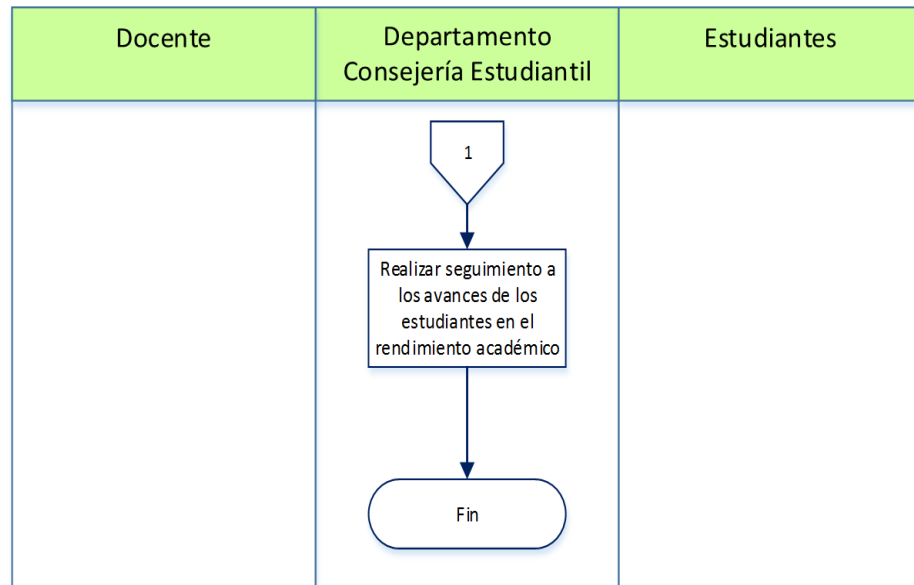 Docente
Departamento
Consejería Estudiantil
Estudiantes
1
Realizar seguimiento a
los avances de los
estudiantes en el
rendimiento académico
Fin